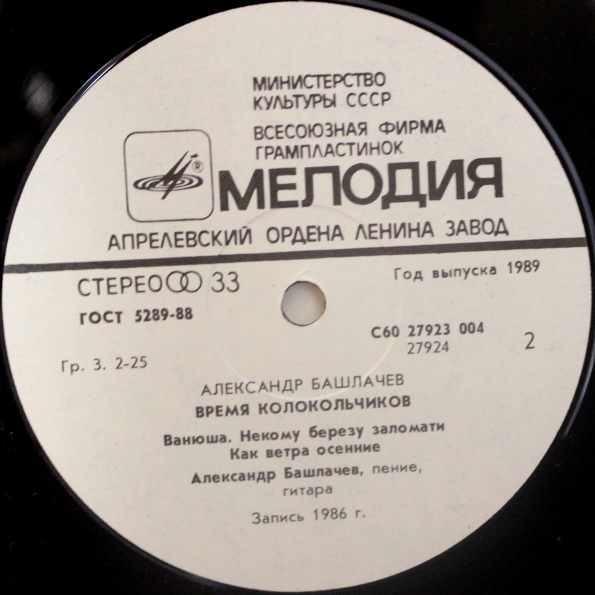 МИНИСТЕРСТВО
КУЛЬТУРЫ СССР
ВСЕСОЮЗНАЯ ФИРМА
ГРАМПЛАСТИНОК
® МЕЛОДИЯ
АПРЕЛЕВСКИЙ ОРДЕНА ЛЕНИНА ЗАВОД
СТЕРЕО 33
Год выпуска 1989
ГОСТ 5289-88
С60 27923 004
27924
2
Гр. 3. 2-25
АЛЕКСАНДР БАШЛАЧЕВ
ВРЕМЯ КОЛОКОЛЬЧИКОВ
Ванюша. Некому березу заломати
Как ветра осенние
Александр Башлачев, пение,
гитара
Запись 1986 г.